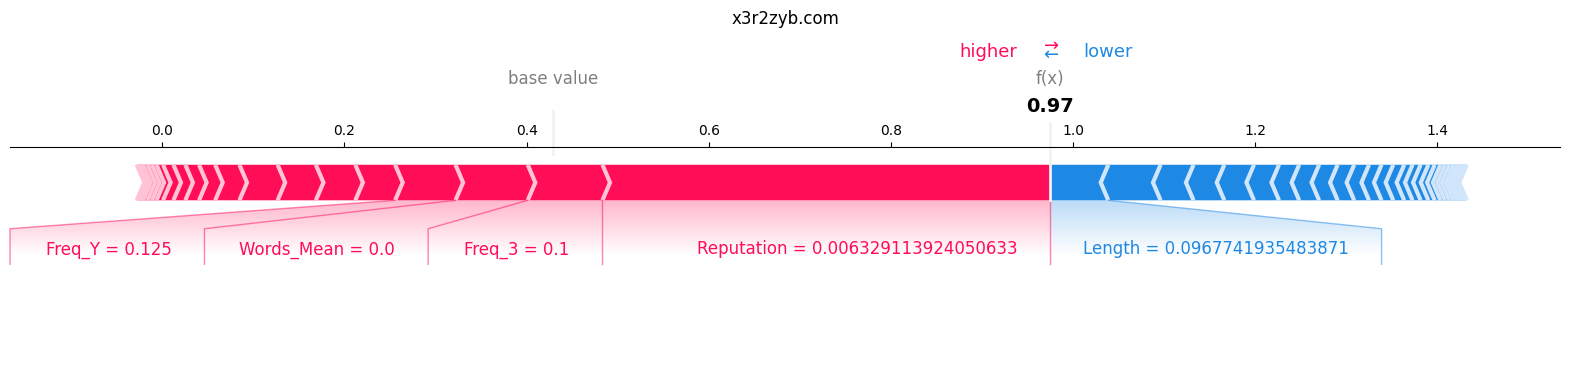 x3r2zyb.com
higher ⇄ lower
base value f(x)
0.97
0.0 0.2 0.4 0.6 0.8 1.0 1.2 1.4
Freq_Y = 0.125 Words_Mean = 0.0 Freq_3 = 0.1 Reputation = 0.006329113924050633 Length = 0.0967741935483871